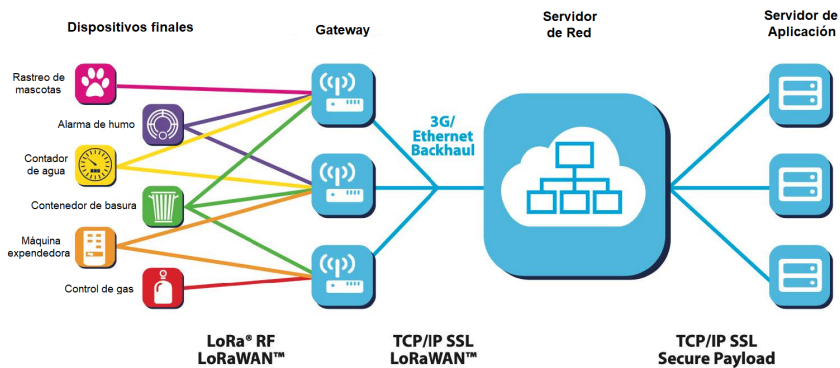 Dispositivos finales
Gateway
Servidor
de Red
Servidor de
Aplicación
Rastreo de
mascotas
Alarma de humo
Contador
de agua
Contenedor de basura
Máquina
expendedora
Control de gas
3G/
Ethernet
Backhaul
LoRa® RF
LoRaWAN™
TCP/IP SSL
LoRaWAN™
TCP/IP SSL
Secure Payload